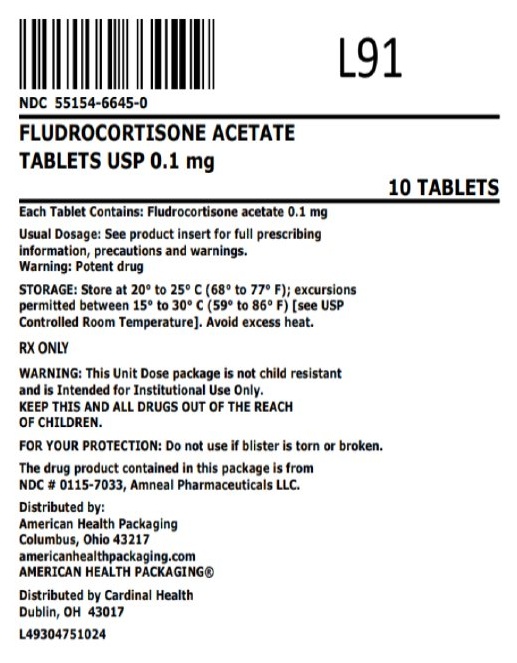 L91
NDC 55154-6645-0
FLUDROCORTISONE ACETATE
TABLETS USP 0.1 mg
10 TABLETS
Each Tablet Contains: Fludrocortisone acetate 0.1 mg
Usual Dosage: See product insert for full prescribing
information, precautions and warnings.
Warning: Potent drug
STORAGE: Store at 20° to 25° C (68° to 77° F); excursions
permitted between 15° to 30° C (59° to 86° F) [see USP
Controlled Room Temperature]. Avoid excess heat.
RX ONLY
WARNING: This Unit Dose package is not child resistant
and is Intended for Institutional Use Only.
KEEP THIS AND ALL DRUGS OUT OF THE REACH
OF CHILDREN.
FOR YOUR PROTECTION: Do not use if blister is torn or broken.
The drug product contained in this package is from
NDC # 0115-7033, Amneal Pharmaceuticals LLC.
Distributed by:
American Health Packaging
Columbus, Ohio 43217
americanhealthpackaging.com
AMERICAN HEALTH PACKAGING®
Distributed by Cardinal Health
Dublin, OH  43017
L49304751024